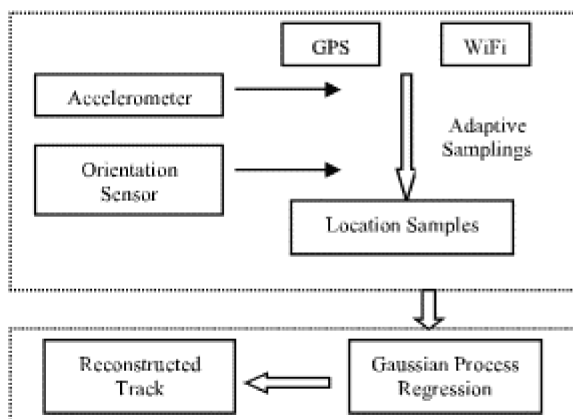 GPS
WiFi
Accelerometer
Adaptive
Samplings
Orientation
Sensor
Location Samples
Reconstructed
Track
Gaussian Process
Regression